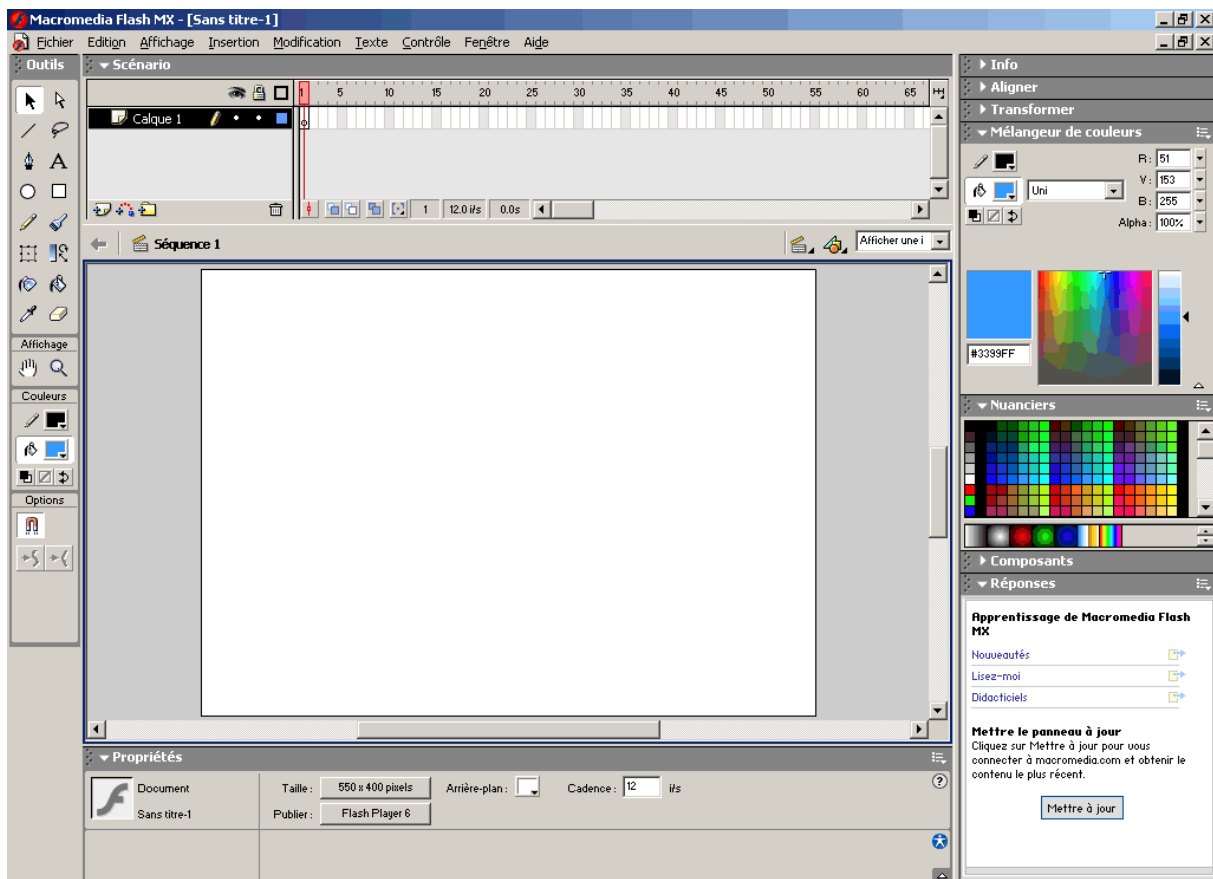 Macromedia Flash MX - [Sans titre-1]
Fichier Edition Affichage Insertion Modification Texte Contrôle Fenêtre Aide
Outils
Scénario
1 5 10 15 20 25 30 35 40 45 50 55 60 65
Calque 1
1 12.0 i/s 0.0s
Séquence 1
Afficher une i
Affichage
Couleurs
Options
Info
Aligner
Transformer
Mélangeur de couleurs
R: 51
Uni
V: 153
B: 255
Alpha: 100%
#3399FF
Nuanciers
Composants
Réponses
Apprentissage de Macromedia Flash
MX
Nouveautés
Lisez-moi
Didacticiels
Mettre le panneau à jour
Cliquez sur Mettre à jour pour vous
connecter à macromedia.com et obtenir le
contenu le plus récent.
Mettre à jour
Propriétés
Document
Taille : 550 x 400 pixels Arrière-plan : Cadence : 12 i/s
Sans titre-1
Publier : Flash Player 6